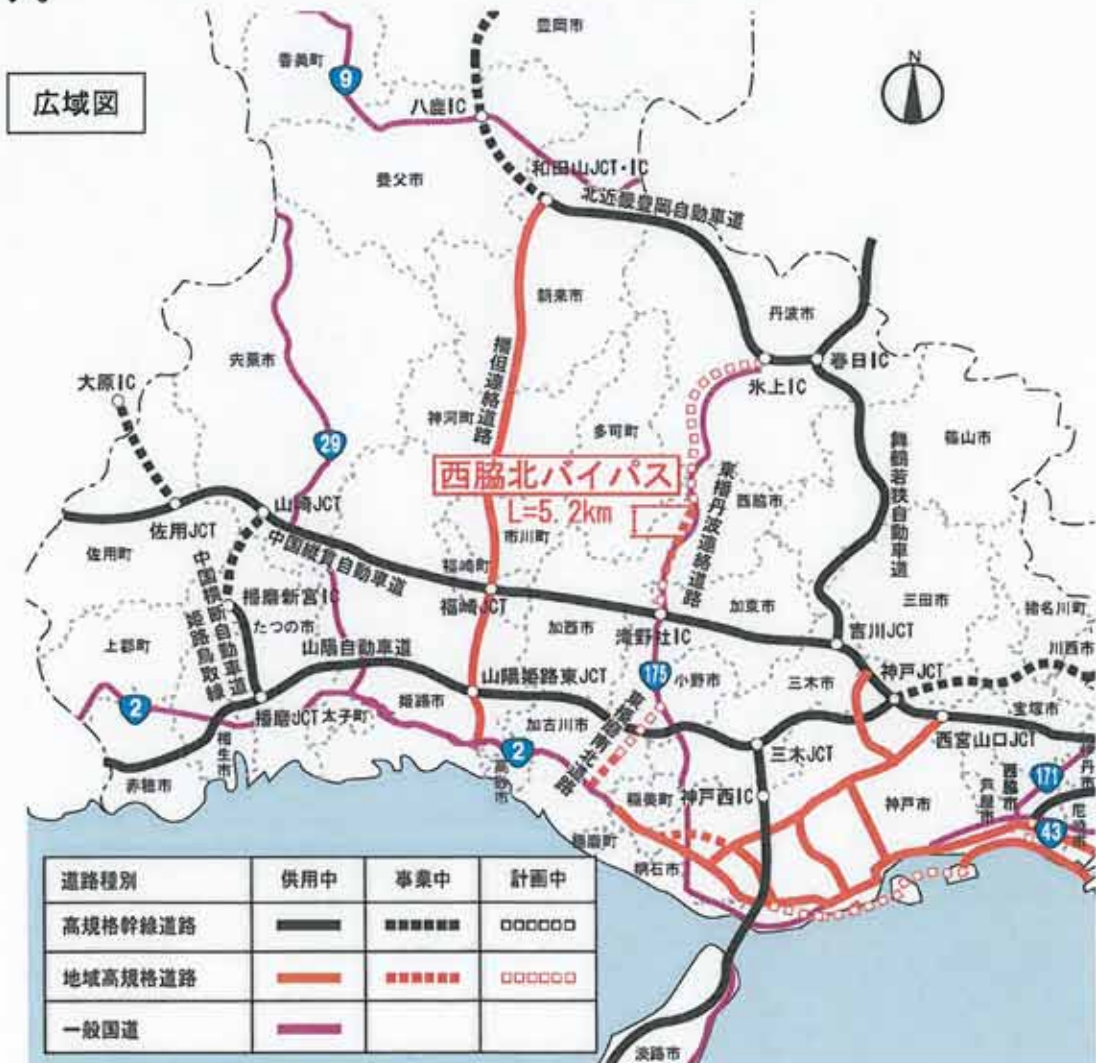 広域図
豊岡市
香美町
9
N
八鹿IC
和田山JCT・IC
養父市
北近畿豊岡自動車道
朝来市
丹波市
宍粟市
播但連絡道路
春日IC
氷上IC
大原IC
神河町
多可町
篠山市
29
西脇北バイパス
L=5.2km
東播丹波連絡道路
西脇市
舞鶴若狭自動車道
山崎JCT
佐用JCT
市川町
佐用町
中国縦貫自動車道
福崎町
中国横断自動車道
姫路鳥取線
播磨新宮IC
福崎JCT
加西市
滝野社IC
加東市
三田市
猪名川町
上郡町
たつの市
吉川JCT
川西市
山陽自動車道
山陽姫路東JCT
175
小野市
三木市
神戸JCT
2
播磨JCT
太子町
姫路市
加古川市
宝塚市
相生市
2
西宮山口JCT
三木JCT
赤穂市
高砂市
稲美町
神戸西IC
神戸市
芦屋市
171
伊丹市
尼崎市
43
播磨町
明石市
道路種別 供用中 事業中 計画中
高規格幹線道路
地域高規格道路
一般国道
淡路市